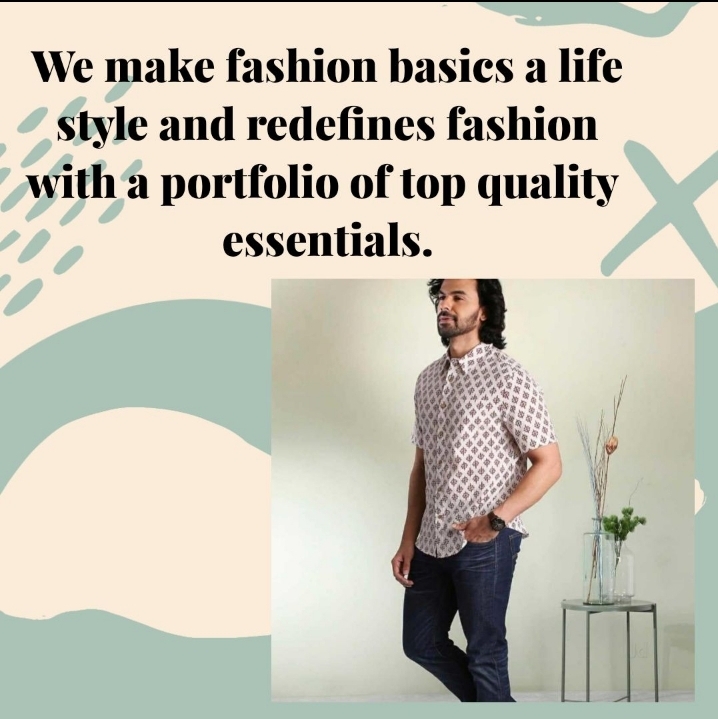 We make fashion basics a life
style and redefines fashion
with a portfolio of top quality
essentials.